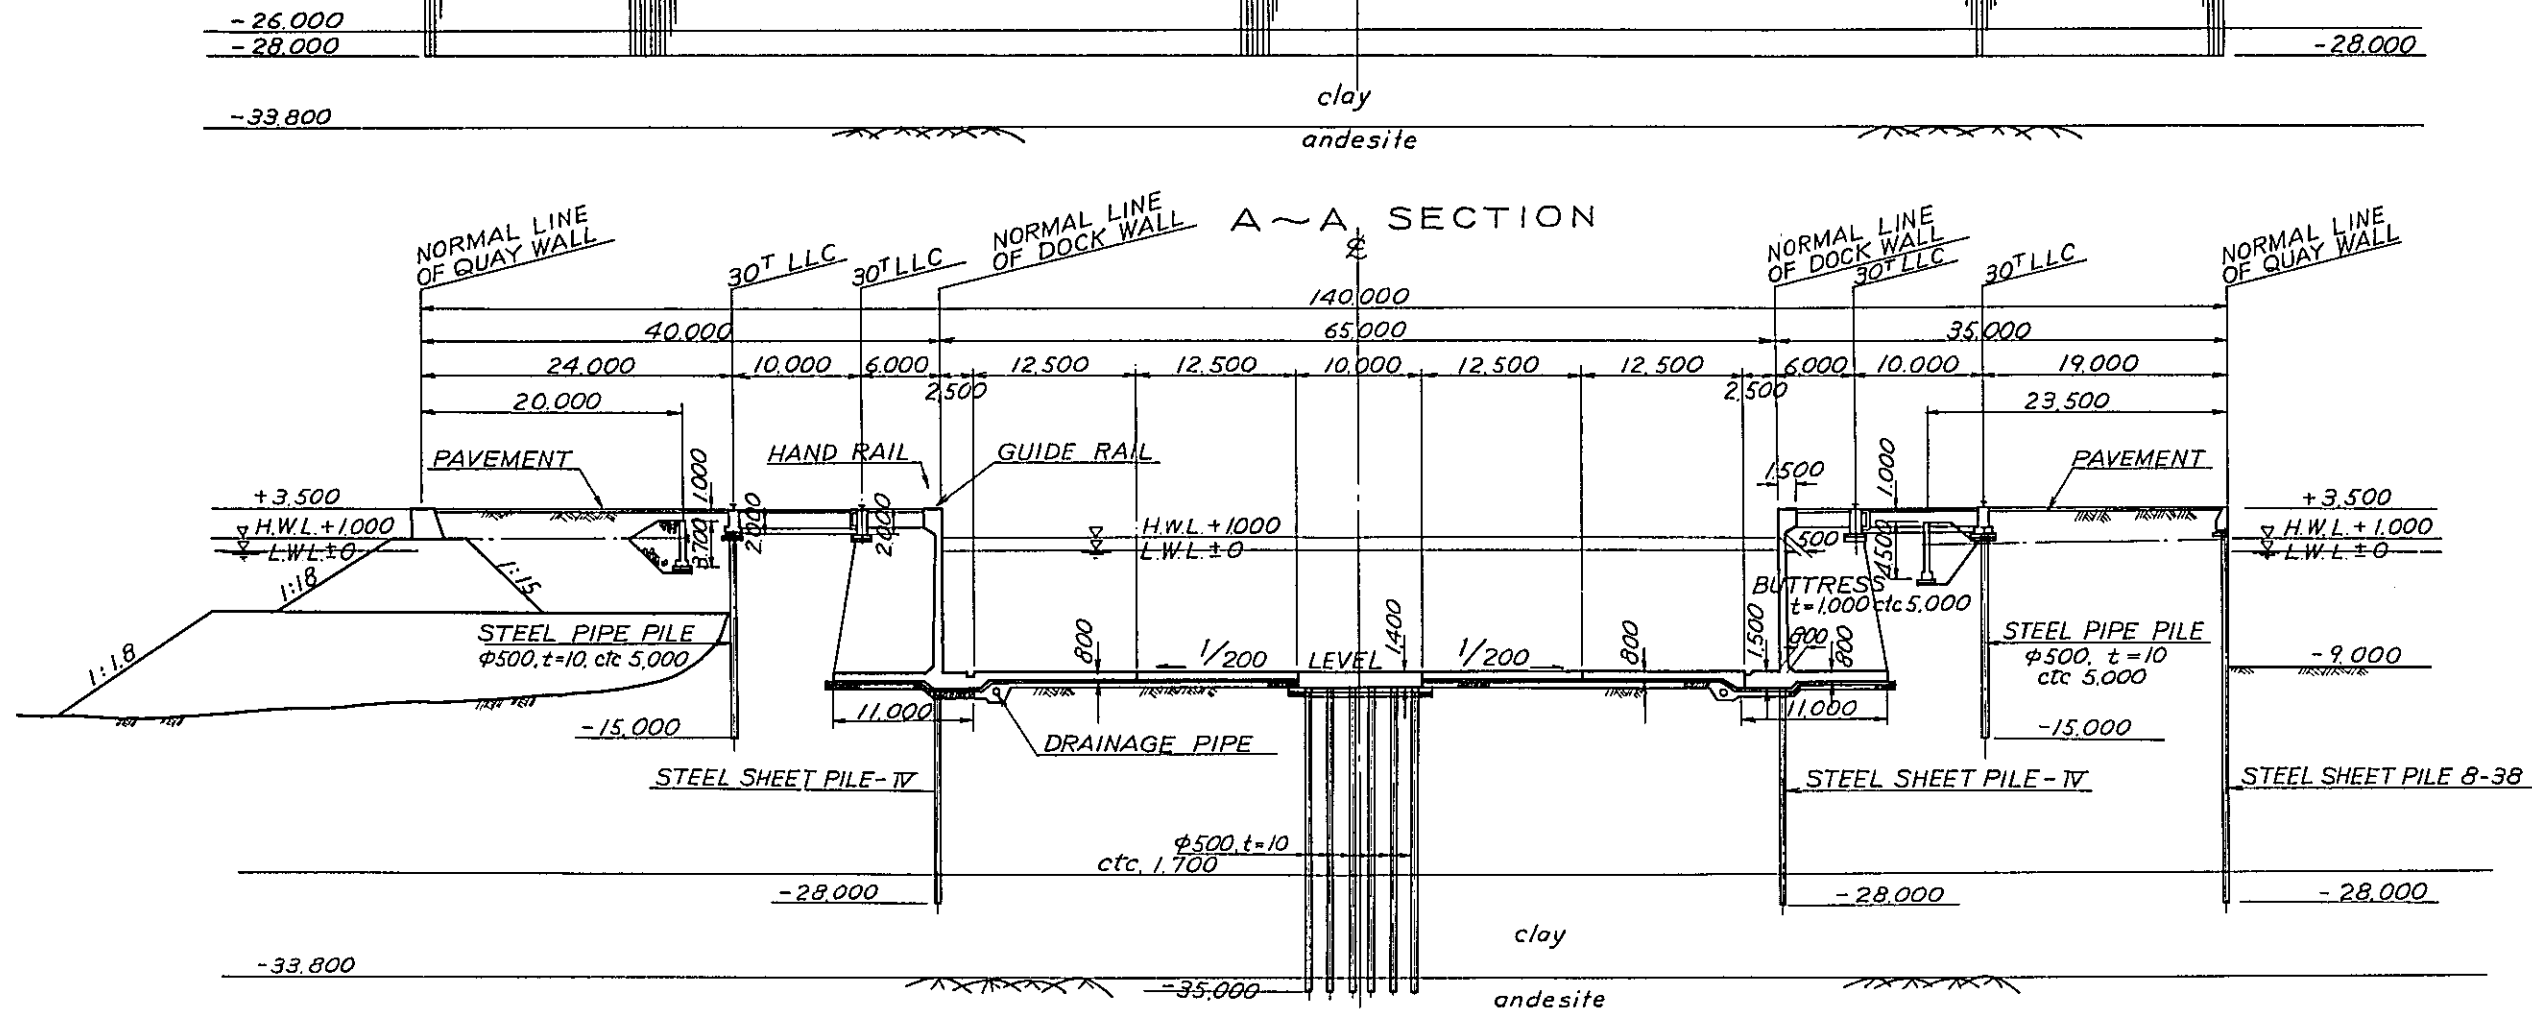 -26.000
-28.000
-28.000
clay
-33.800
andesite
A~A SECTION
NORMAL LINE
OF QUAY WALL
30T LLC
30T LLC
NORMAL LINE
OF DOCK WALL
℄
NORMAL LINE
OF DOCK WALL
30T LLC
30T LLC
NORMAL LINE
OF QUAY WALL
140.000
40.000 65,000 35,000
24.000 10,000 6,000 12,500 12,500 10,000 12,500 12,500 6,000 10.000 19,000
2,500 2,500
20,000 23,500
PAVEMENT HAND RAIL GUIDE RAIL PAVEMENT
1,000 1,500 1,000
+3,500 +3,500
2,000 2,000
H.W.L. +1.000 H.W.L. +1000 H.W.L. +1.000
L.W.L. ±0 L.W.L. ±0 L.W.L. ±0
3,700 500 4,500
1:18 1:15
BUTTRESS
t=1,000 ctc 5,000
STEEL PIPE PILE
φ500, t=10, ctc 5,000
1:1.8
800 1/200 LEVEL 1,400 1/200 800 1,500 800 800
STEEL PIPE PILE
φ500, t=10
ctc 5,000
-9,000
11,000 11,000
-15,000 -15,000
DRAINAGE PIPE
STEEL SHEET PILE-IV STEEL SHEET PILE-IV STEEL SHEET PILE 8-38
φ500, t=10
ctc, 1.700
-28,000 -28,000 -28,000
clay
-33.800
-35,000
andesite